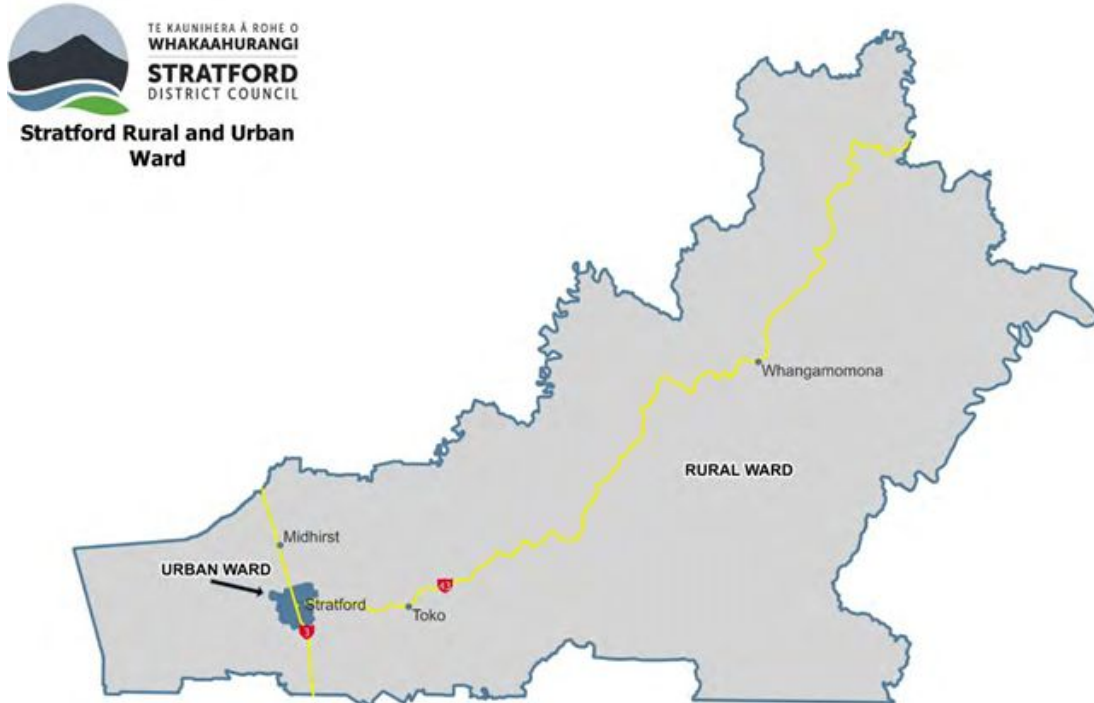 TE KAUNIHERA Ā ROHE O
WHAKAAHURANGI
STRATFORD
DISTRICT COUNCIL
Stratford Rural and Urban
Ward
Whangamomona
RURAL WARD
Midhirst
URBAN WARD
43
Stratford
Toko
3